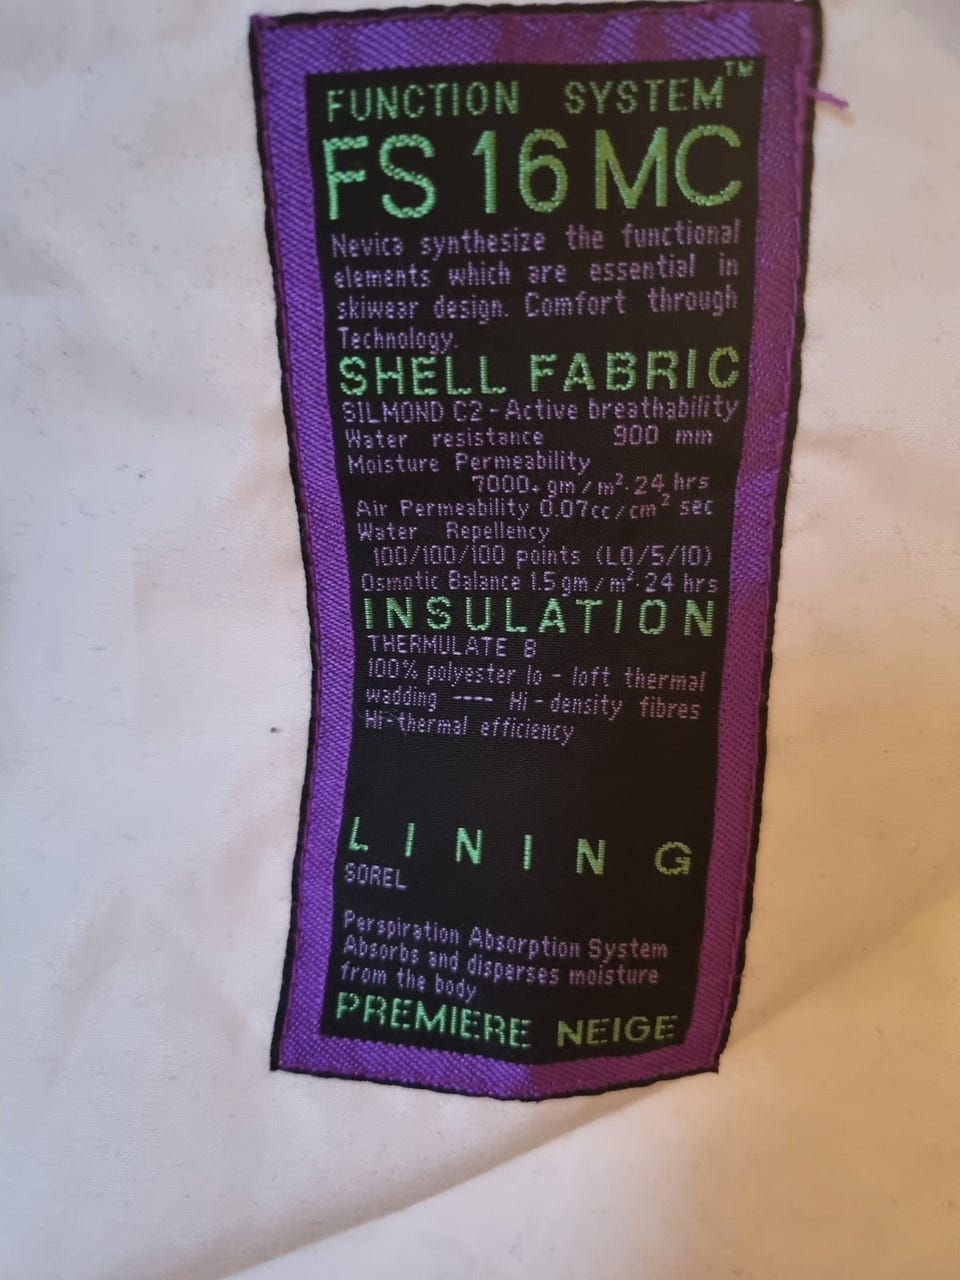 FUNCTION SYSTEM™
FS 16 MC
Nevica synthesize the functional
elements which are essential in
skiwear design. Comfort through
Technology.
SHELL FABRIC
SILMOND C2 - Active breathability
Water resistance 900 mm
Moisture Permeability
7000+ gm / m². 24 hrs
Air Permeability 0.07cc / cm² sec
Water Repellency
100/100/100 points (L0/5/10)
Osmotic Balance 1.5 gm / m². 24 hrs
INSULATION
THERMULATE 8
100% polyester lo - loft thermal
wadding ---- Hi - density fibres
Hi-thermal efficiency
LINING
SOREL
Perspiration Absorption System
Absorbs and disperses moisture
from the body
PREMIERE NEIGE